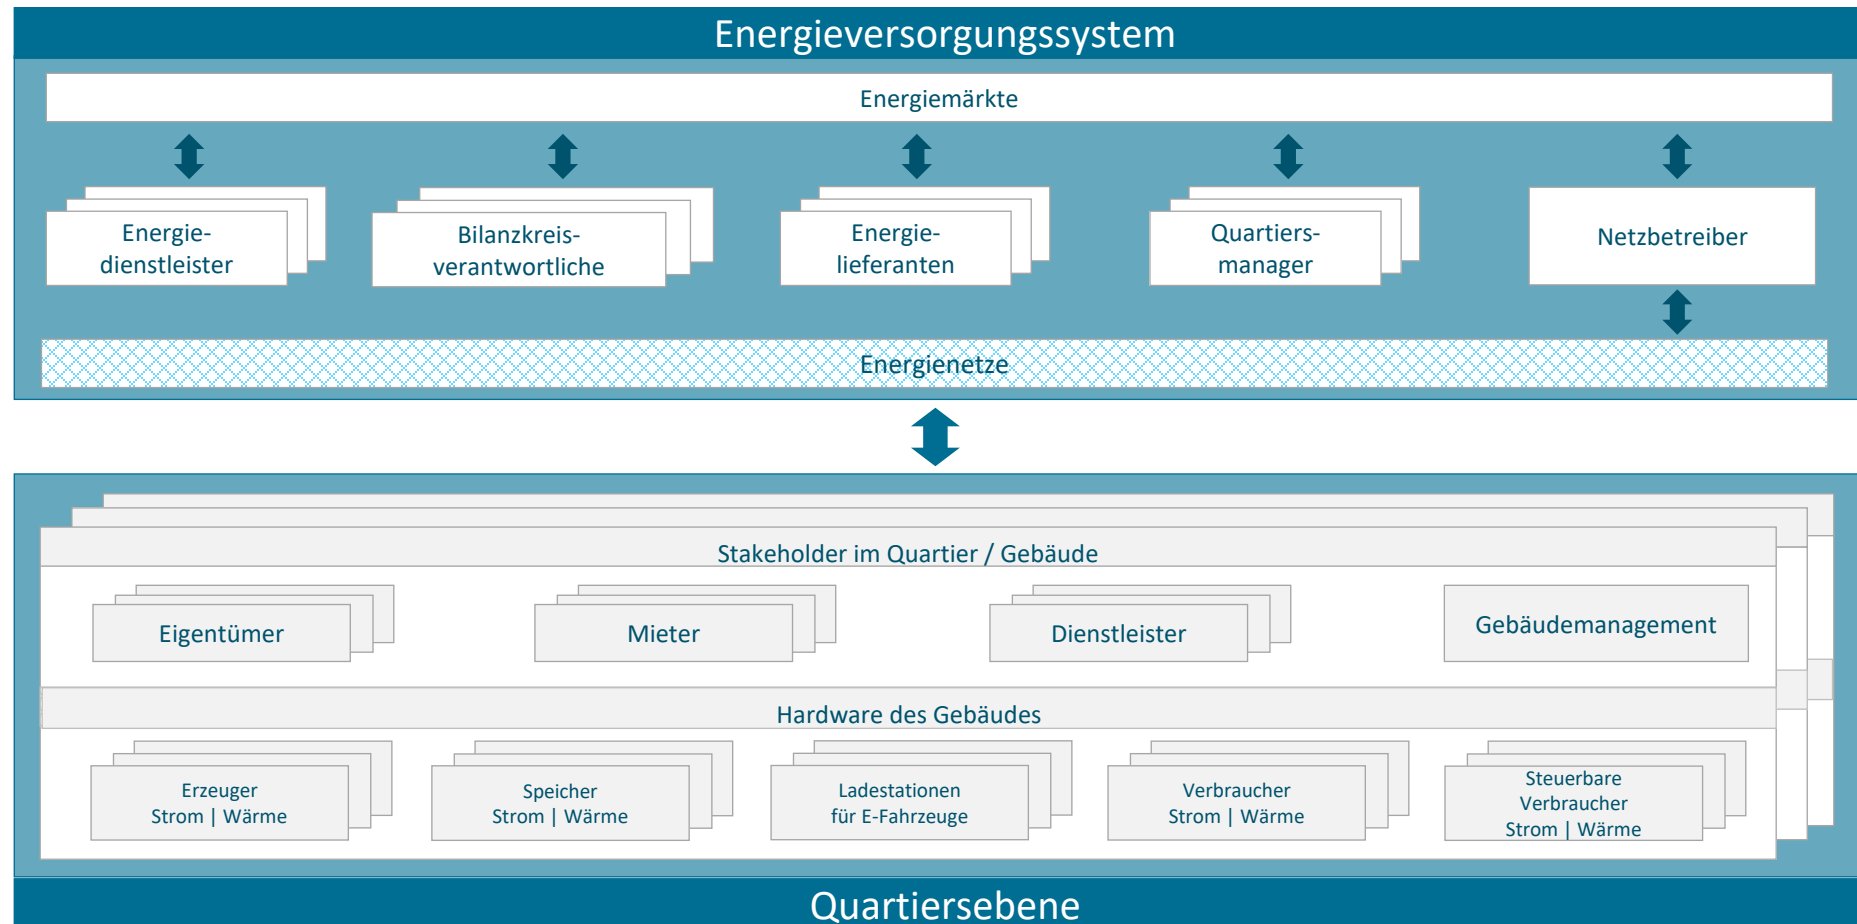 Energieversorgungssystem
Energiemärkte
Energie-
dienstleister
Bilanzkreis-
verantwortliche
Energie-
lieferanten
Quartiers-
manager
Netzbetreiber
Energienetze
Stakeholder im Quartier / Gebäude
Eigentümer
Mieter
Dienstleister
Gebäudemanagement
Hardware des Gebäudes
Erzeuger
Strom | Wärme
Speicher
Strom | Wärme
Ladestationen
für E-Fahrzeuge
Verbraucher
Strom | Wärme
Steuerbare
Verbraucher
Strom | Wärme
Quartiersebene